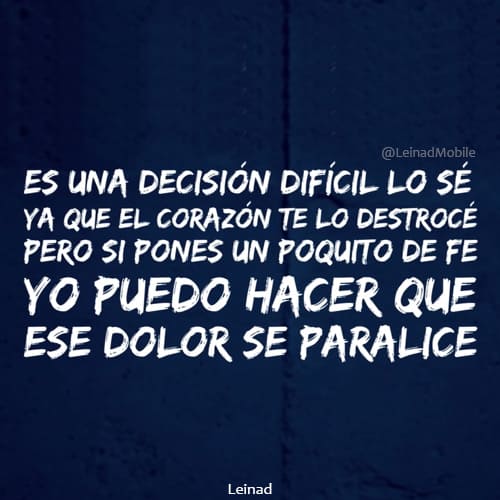 @LeinadMobile
ES UNA DECISIÓN DIFÍCIL LO SÉ
YA QUE EL CORAZÓN TE LO DESTROCÉ
PERO SI PONES UN POQUITO DE FE
YO PUEDO HACER QUE
ESE DOLOR SE PARALICE
Leinad